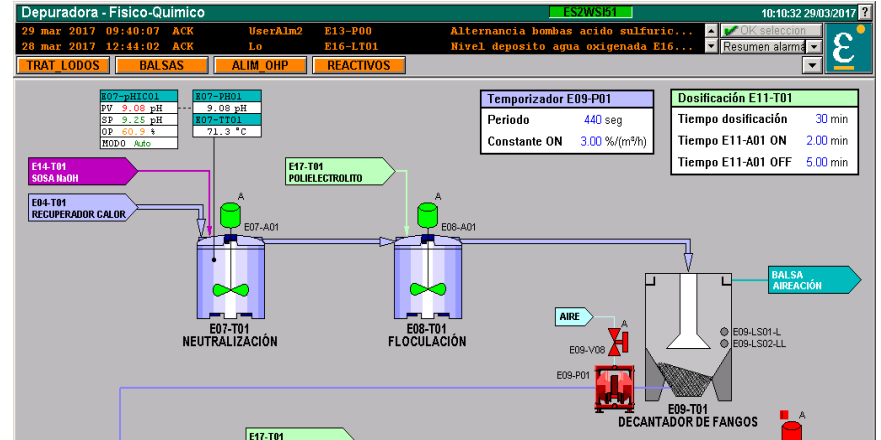 Depuradora - Fisico-Quimico
ES2WSI51
10:10:32 29/03/2017 ?
29 mar 2017 09:40:07 ACK UserAlm2 E13-P00 Alternancia bombas acido sulfuric...
28 mar 2017 12:44:02 ACK Lo E16-LT01 Nivel deposito agua oxigenada E16...
OK seleccion
Resumen alarma
TRAT_LODOS BALSAS ALIM_OHP REACTIVOS
E07-pHIC01
PV 9.08 pH
SP 9.25 pH
OP 60.9 %
MODO Auto
E07-PH01
9.08 pH
E07-TT01
71.3 °C
Temporizador E09-P01
Periodo 440 seg
Constante ON 3.00 %/(m³/h)
Dosificación E11-T01
Tiempo dosificación 30 min
Tiempo E11-A01 ON 2.00 min
Tiempo E11-A01 OFF 5.00 min
E14-T01
SOSA NaOH
E17-T01
POLIELECTROLITO
E04-T01
RECUPERADOR CALOR
A
E07-A01
A
E08-A01
BALSA
AIREACIÓN
AIRE
A
E09-V08
E09-LS01-L
E09-LS02-LL
E07-T01
NEUTRALIZACIÓN
E08-T01
FLOCULACIÓN
E09-P01
E09-T01
DECANTADOR DE FANGOS
A
E17-T01